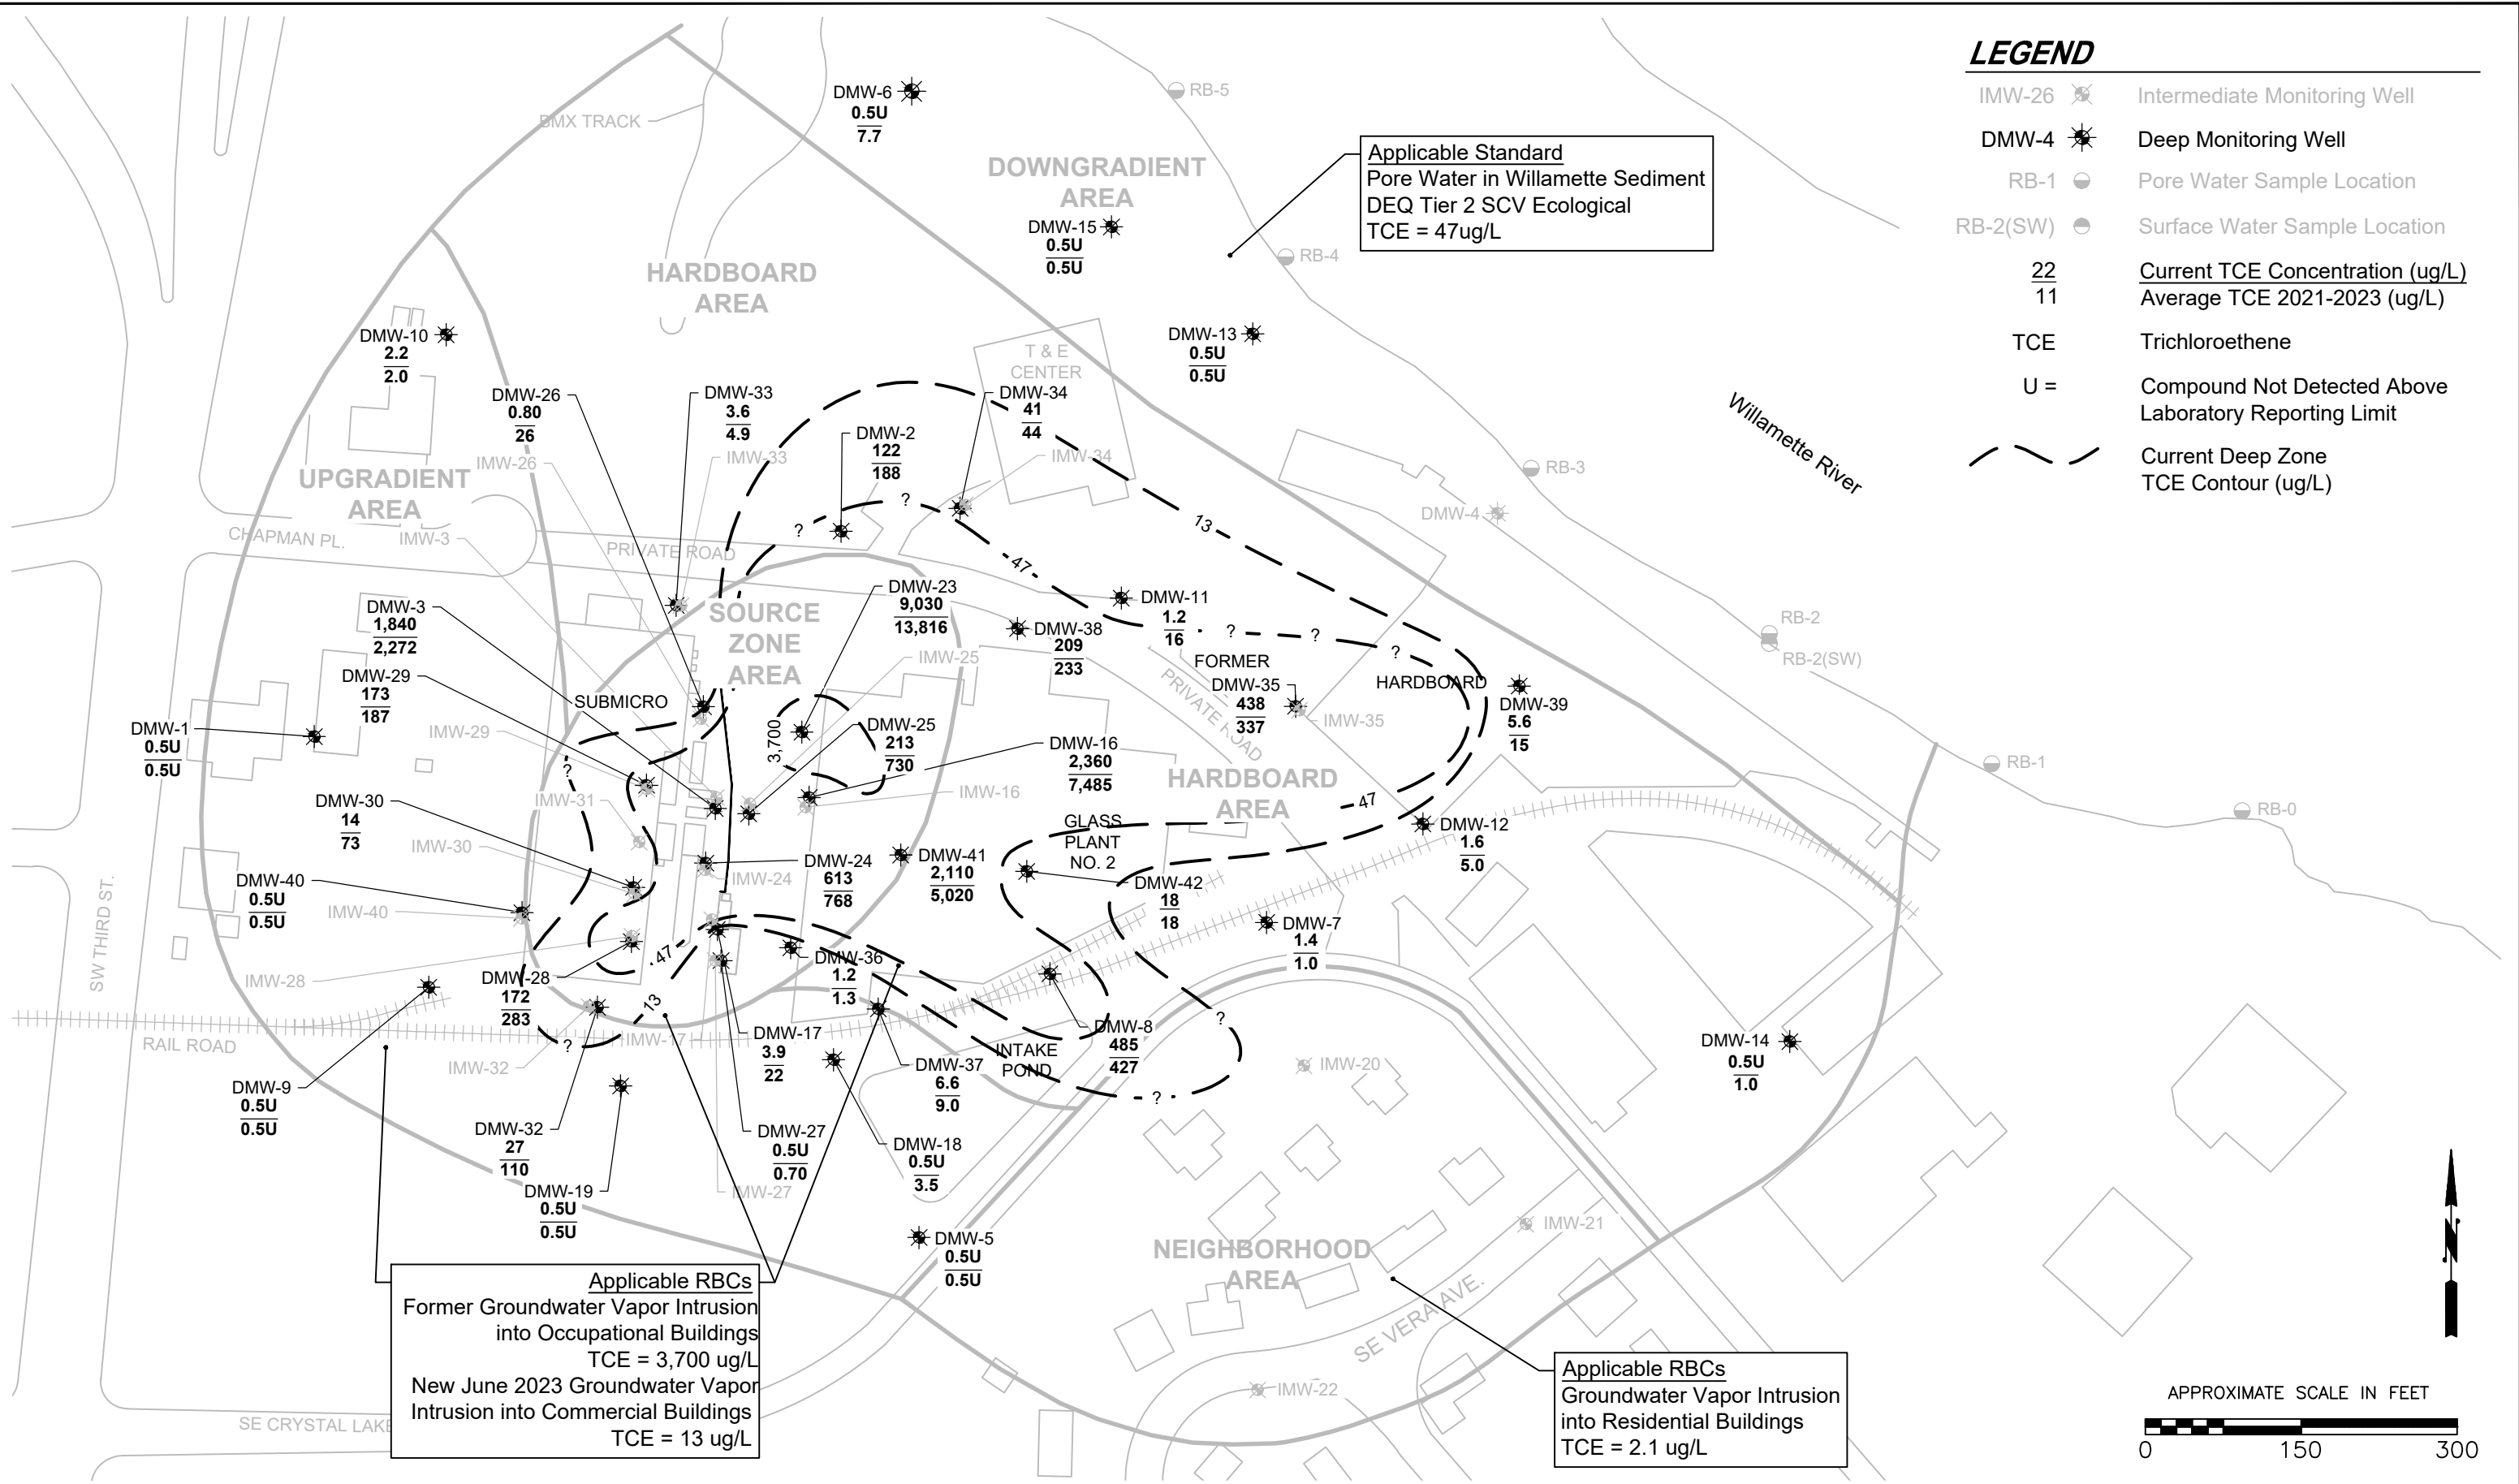 LEGEND
IMW-26 Intermediate Monitoring Well
DMW-4 Deep Monitoring Well
RB-1 Pore Water Sample Location
RB-2(SW) Surface Water Sample Location
22 Current TCE Concentration (ug/L)
11 Average TCE 2021-2023 (ug/L)
TCE Trichloroethene
U = Compound Not Detected Above
Laboratory Reporting Limit
Current Deep Zone
TCE Contour (ug/L)
DMW-6
0.5U
7.7
RB-5
BMX TRACK
DOWNGRADIENT
AREA
Applicable Standard
Pore Water in Willamette Sediment
DEQ Tier 2 SCV Ecological
TCE = 47ug/L
DMW-15
0.5U
0.5U
RB-4
HARDBOARD
AREA
DMW-10
2.2
2.0
DMW-13
0.5U
0.5U
T & E
CENTER
DMW-26
0.80
26
DMW-33
3.6
4.9
DMW-34
41
44
DMW-2
122
188
IMW-26
IMW-33
IMW-34
Willamette River
RB-3
UPGRADIENT
AREA
DMW-4
13
?
?
CHAPMAN PL.
IMW-3
PRIVATE ROAD
47
DMW-3
1,840
2,272
DMW-23
9,030
13,816
SOURCE
ZONE
AREA
DMW-11
1.2
16
DMW-38
209
233
?
?
?
RB-2
RB-2(SW)
IMW-25
FORMER
HARDBOARD
PRIVATE ROAD
DMW-29
173
187
DMW-35
438
337
IMW-35
DMW-39
5.6
15
SUBMICRO
DMW-1
0.5U
0.5U
IMW-29
3,700
DMW-25
213
730
DMW-16
2,360
7,485
RB-1
?
HARDBOARD
AREA
IMW-31
IMW-16
47
RB-0
DMW-30
14
73
GLASS
PLANT
NO. 2
DMW-12
1.6
5.0
IMW-30
DMW-24
613
768
IMW-24
DMW-41
2,110
5,020
DMW-42
18
18
DMW-40
0.5U
0.5U
IMW-40
SW THIRD ST.
DMW-7
1.4
1.0
47
DMW-36
1.2
1.3
IMW-28
DMW-28
172
283
13
?
?
DMW-17
3.9
22
IMW-17
DMW-8
485
427
INTAKE
POND
?
DMW-14
0.5U
1.0
RAIL ROAD
IMW-32
DMW-37
6.6
9.0
IMW-20
DMW-9
0.5U
0.5U
DMW-32
27
110
DMW-27
0.5U
0.70
DMW-18
0.5U
3.5
IMW-27
DMW-19
0.5U
0.5U
DMW-5
0.5U
0.5U
IMW-21
NEIGHBORHOOD
AREA
N
Applicable RBCs
Former Groundwater Vapor Intrusion
into Occupational Buildings
TCE = 3,700 ug/L
New June 2023 Groundwater Vapor
Intrusion into Commercial Buildings
TCE = 13 ug/L
SE VERA AVE.
Applicable RBCs
Groundwater Vapor Intrusion
into Residential Buildings
TCE = 2.1 ug/L
IMW-22
SE CRYSTAL LAKE
APPROXIMATE SCALE IN FEET
0 150 300